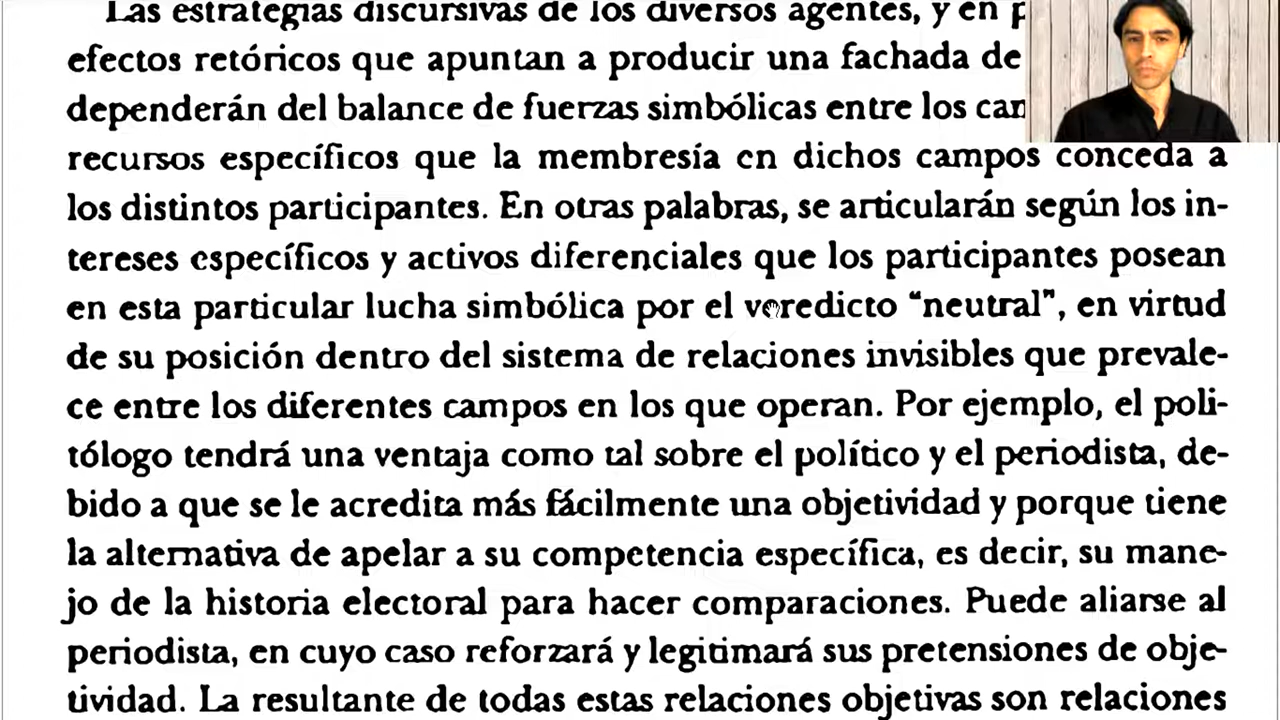 Las estrategias discursivas de los diversos agentes, y en
efectos retóricos que apuntan a producir una fachada de
dependerán del balance de fuerzas simbólicas entre los
recursos específicos que la membresía en dichos campos conceda a
los distintos participantes. En otras palabras, se articularán según los in-
tereses específicos y activos diferenciales que los participantes posean
en esta particular lucha simbólica por el veredicto “neutral”, en virtud
de su posición dentro del sistema de relaciones invisibles que prevale-
ce entre los diferentes campos en los que operan. Por ejemplo, el poli-
tólogo tendrá una ventaja como tal sobre el político y el periodista, de-
bido a que se le acredita más fácilmente una objetividad y porque tiene
la alternativa de apelar a su competencia específica, es decir, su mane-
jo de la historia electoral para hacer comparaciones. Puede aliarse al
periodista, en cuyo caso reforzará y legitimará sus pretensiones de obje-
tividad. La resultante de todas estas relaciones objetivas son relaciones